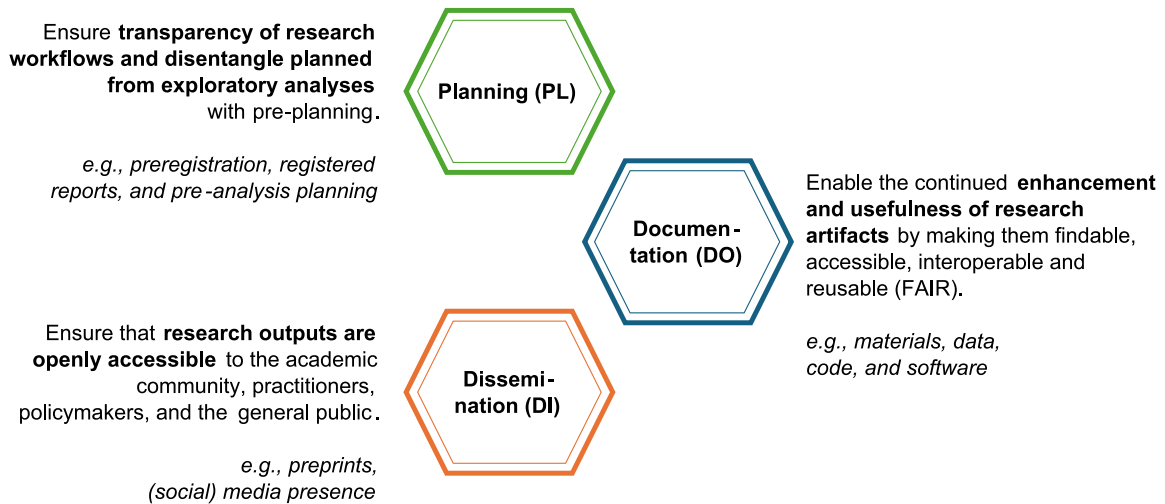 Ensure transparency of research
workflows and disentangle planned
from exploratory analyses
with pre-planning.
e.g., preregistration, registered
reports, and pre-analysis planning
Planning (PL)
Documen-
tation (DO)
Enable the continued enhancement
and usefulness of research
artifacts by making them findable,
accessible, interoperable and
reusable (FAIR).
e.g., materials, data,
code, and software
Ensure that research outputs are
openly accessible to the academic
community, practitioners,
policymakers, and the general public.
e.g., preprints,
(social) media presence
Dissemi-
nation (DI)